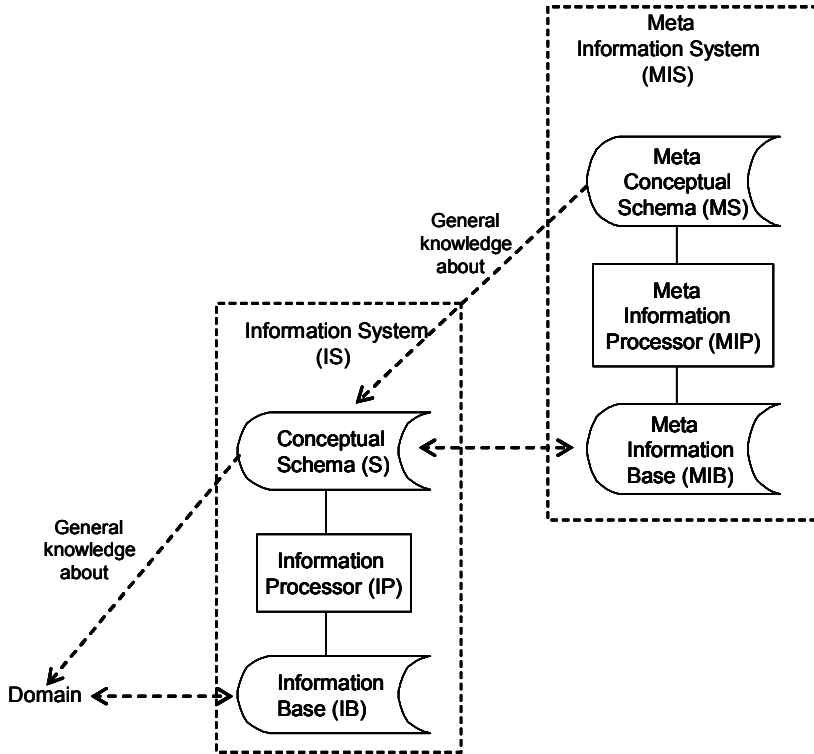 Meta
Information System
(MIS)
Meta
Conceptual
Schema (MS)
General
knowledge
about
Meta
Information
Processor (MIP)
Information System
(IS)
Conceptual
Schema (S)
Meta
Information
Base (MIB)
General
knowledge
about
Information
Processor (IP)
Domain
Information
Base (IB)